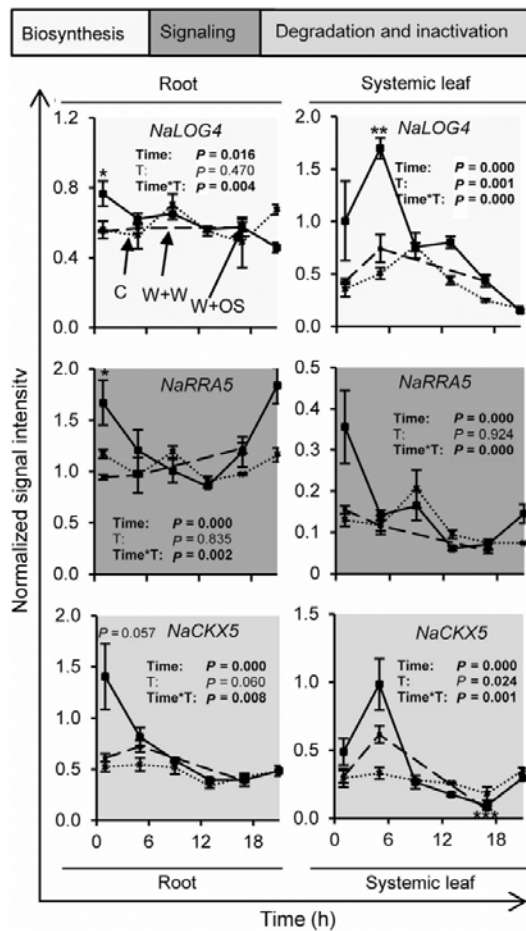 Biosynthesis Signaling Degradation and inactivation
Root Systemic leaf
Normalized signal intensity
NaLOG4
1.2
0.8
0.4
0.0
*
Time: P = 0.016
T: P = 0.470
Time*T: P = 0.004
C W+W W+OS
NaLOG4
2.0
1.5
1.0
0.5
0.0
**
Time: P = 0.000
T: P = 0.001
Time*T: P = 0.000
NaRRA5
2.0
1.5
1.0
0.5
0.0
*
Time: P = 0.000
T: P = 0.835
Time*T: P = 0.002
NaRRA5
0.5
0.4
0.3
0.2
0.1
0
Time: P = 0.000
T: P = 0.924
Time*T: P = 0.000
NaCKX5
2.0
1.5
1.0
0.5
0.0
P = 0.057
Time: P = 0.000
T: P = 0.060
Time*T: P = 0.008
0 6 12 18
NaCKX5
2.0
1.5
1.0
0.5
0.0
Time: P = 0.000
T: P = 0.024
Time*T: P = 0.001
***
0 6 12 18
Root Systemic leaf
Time (h)